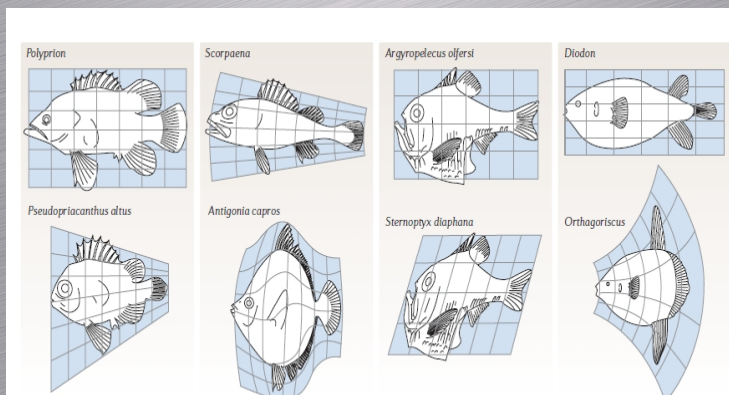 Polyprion
Scorpaena
Argyropelecus olfersi
Diodon
Pseudopriacanthus altus
Antigonia capros
Sternoptyx diaphana
Orthagoriscus